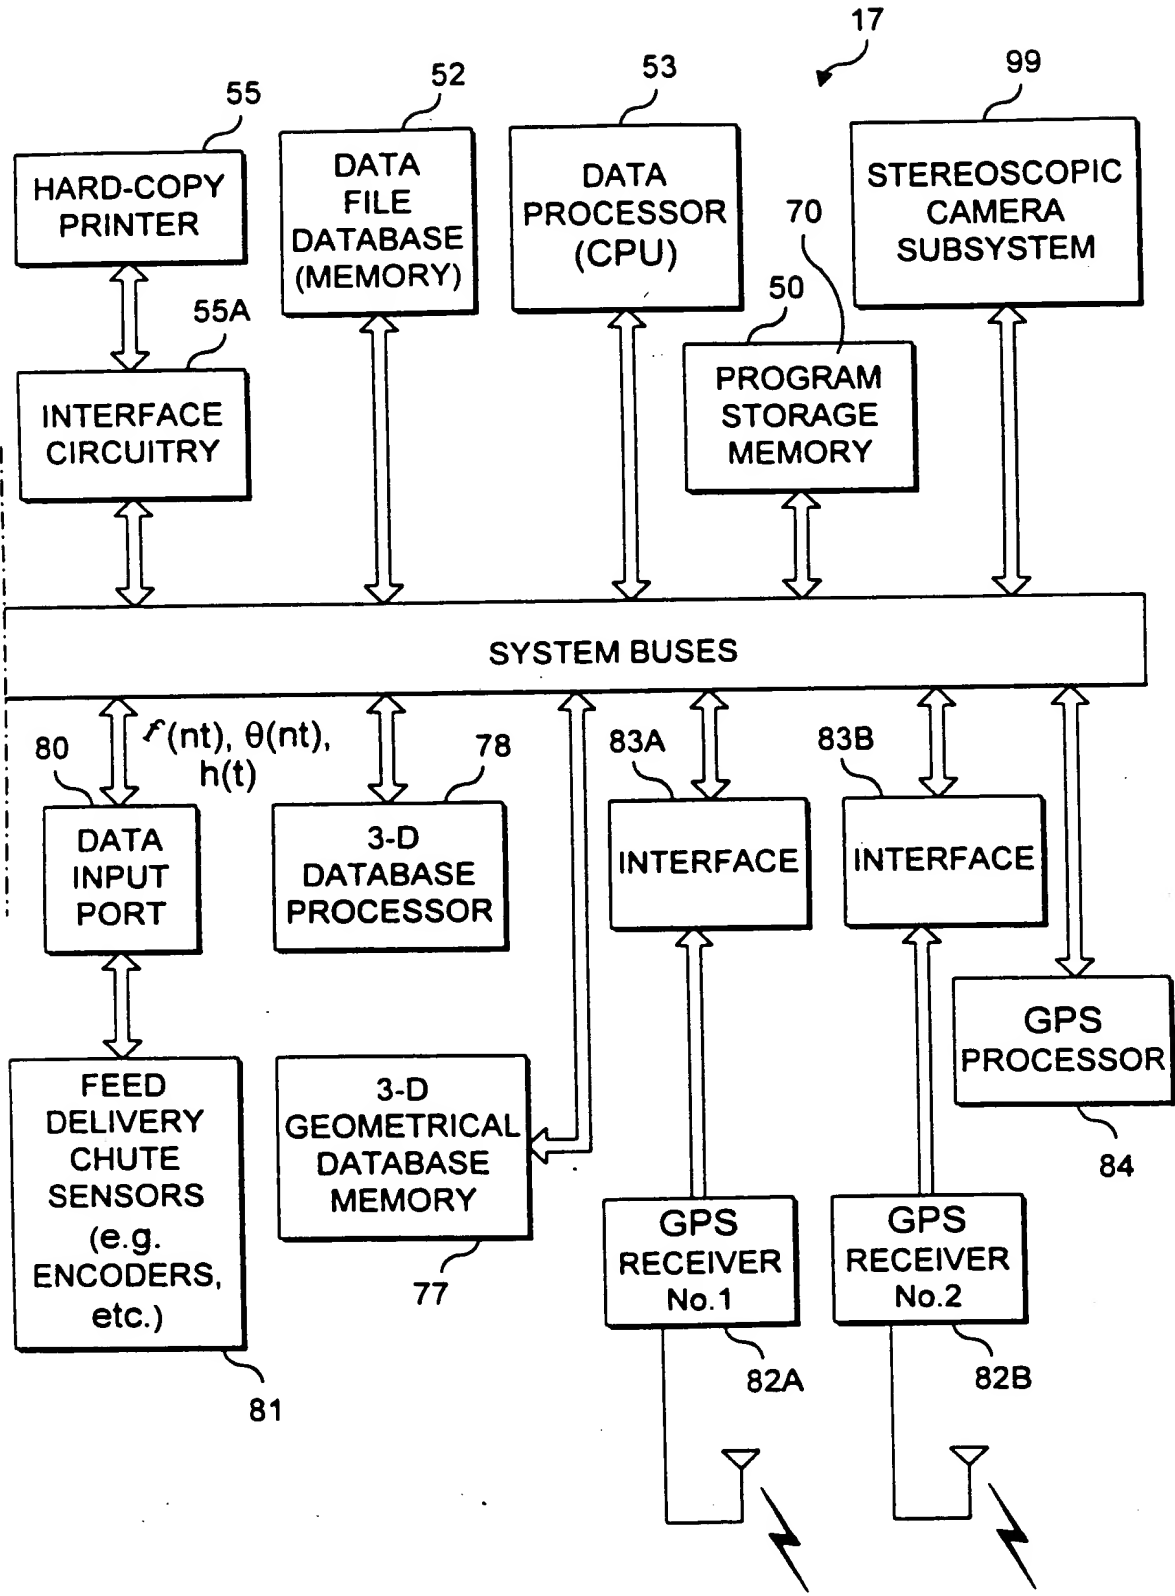 17
55
52
53
99
HARD-COPY
PRINTER
DATA
FILE
DATABASE
(MEMORY)
DATA
PROCESSOR
(CPU)
70
STEREOSCOPIC
CAMERA
SUBSYSTEM
55A
50
INTERFACE
CIRCUITRY
PROGRAM
STORAGE
MEMORY
SYSTEM BUSES
f (nt), θ(nt),
h(t)
80
78
83A
83B
DATA
INPUT
PORT
3-D
DATABASE
PROCESSOR
INTERFACE
INTERFACE
GPS
PROCESSOR
84
FEED
DELIVERY
CHUTE
SENSORS
(e.g.
ENCODERS,
etc.)
81
3-D
GEOMETRICAL
DATABASE
MEMORY
77
GPS
RECEIVER
No.1
82A
GPS
RECEIVER
No.2
82B